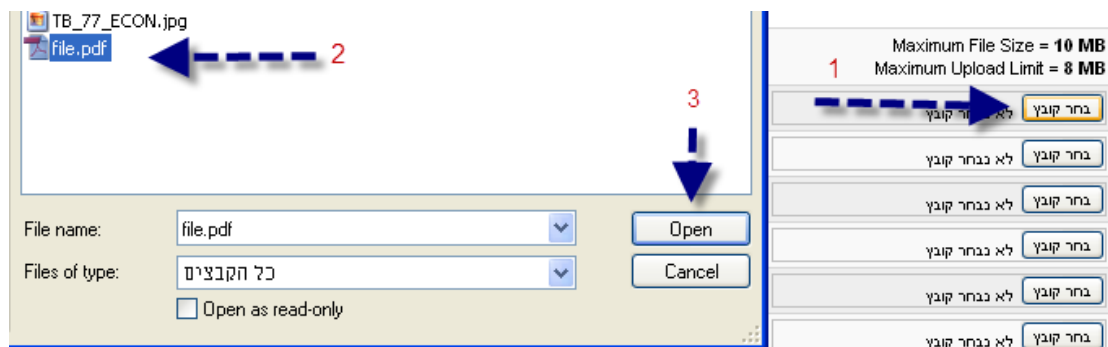 TB_77_ECON.jpg
file.pdf
2
3
File name:
file.pdf
Open
Files of type:
כל הקבצים
Cancel
Open as read-only
Maximum File Size = 10 MB
1
Maximum Upload Limit = 8 MB
בחר קובץ לא נבחר קובץ
בחר קובץ לא נבחר קובץ
בחר קובץ לא נבחר קובץ
בחר קובץ לא נבחר קובץ
בחר קובץ לא נבחר קובץ
בחר קובץ לא נבחר קובץ